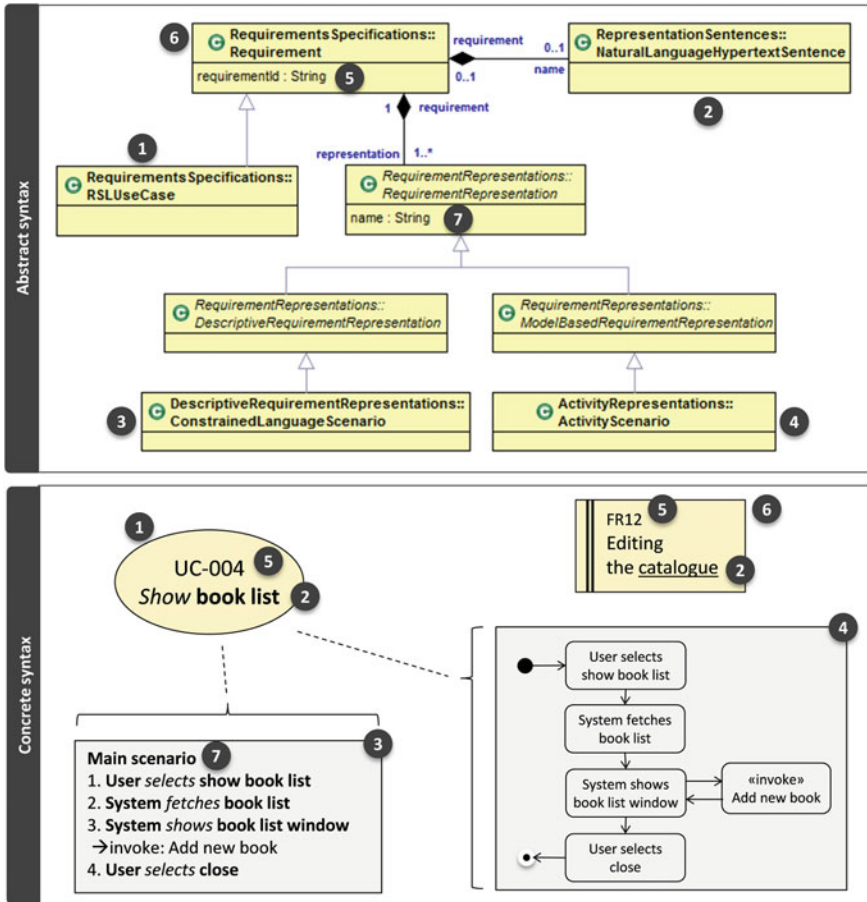 Abstract syntax
6
C
RequirementsSpecifications::
Requirement
requirementId : String
5
requirement
0..1
0..1
name
C
RepresentationSentences::
NaturalLanguageHypertextSentence
2
1
requirement
1
C
RequirementsSpecifications::
RSLUseCase
representation
1..*
C
RequirementRepresentations::
RequirementRepresentation
name : String
7
C
RequirementRepresentations::
DescriptiveRequirementRepresentation
C
RequirementRepresentations::
ModelBasedRequirementRepresentation
3
C
DescriptiveRequirementRepresentations::
ConstrainedLanguageScenario
C
ActivityRepresentations::
ActivityScenario
4
Concrete syntax
1
UC-004
5
Show book list
2
FR12
5
6
Editing
the catalogue
2
3
Main scenario
7
1. User selects show book list
2. System fetches book list
3. System shows book list window
→invoke: Add new book
4. User selects close
4
User selects
show book list
System fetches
book list
System shows
book list window
«invoke»
Add new book
User selects
close